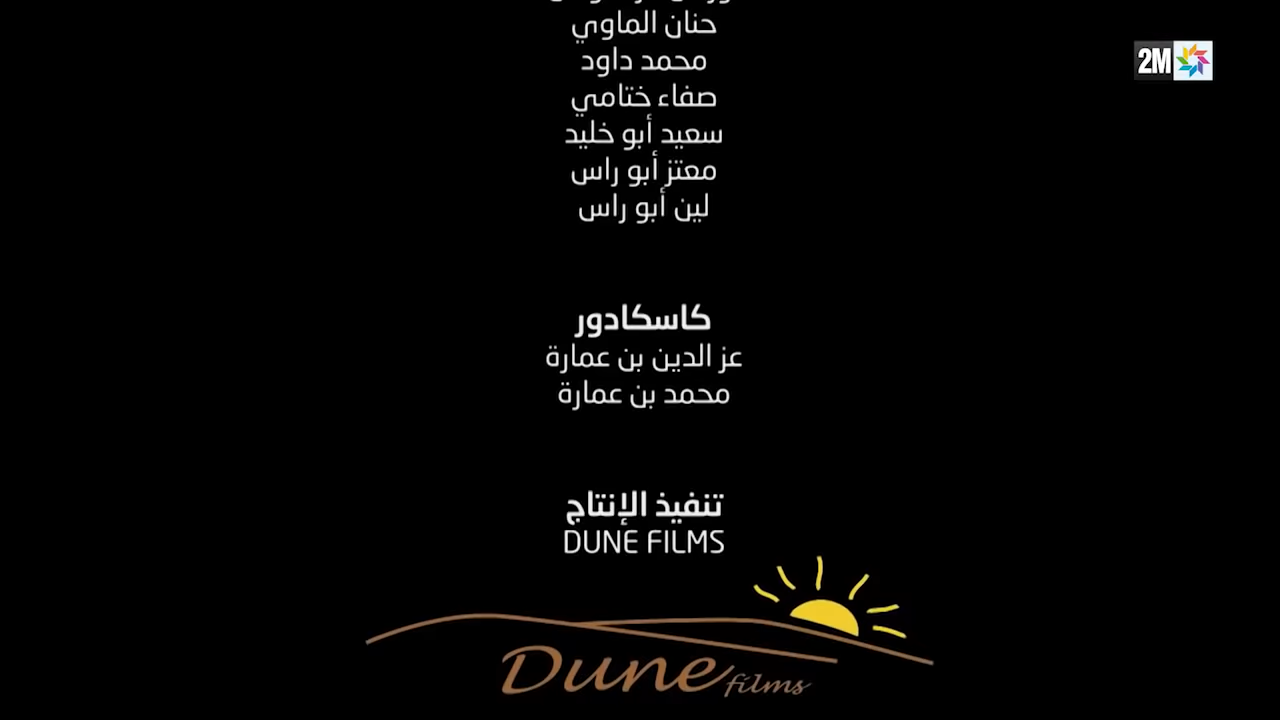 حنان الماوي
محمد داود
صفاء ختامي
سعيد أبو خليد
معتز أبو راس
لين أبو راس
كاسكادور
عز الدين بن عمارة
محمد بن عمارة
تنفيذ الإنتاج
DUNE FILMS
Dune films
2M